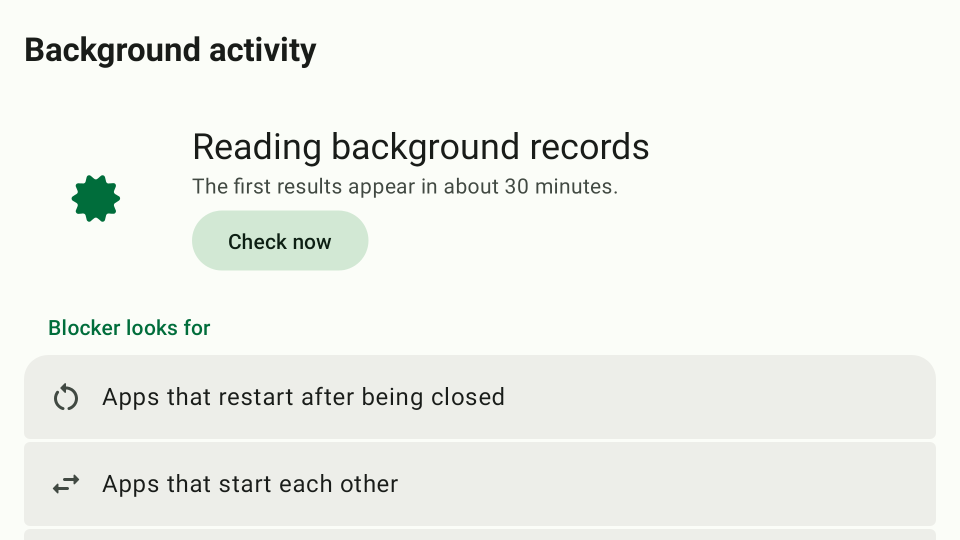 Background activity
Reading background records
The first results appear in about 30 minutes.
Check now
Blocker looks for
Apps that restart after being closed
Apps that start each other